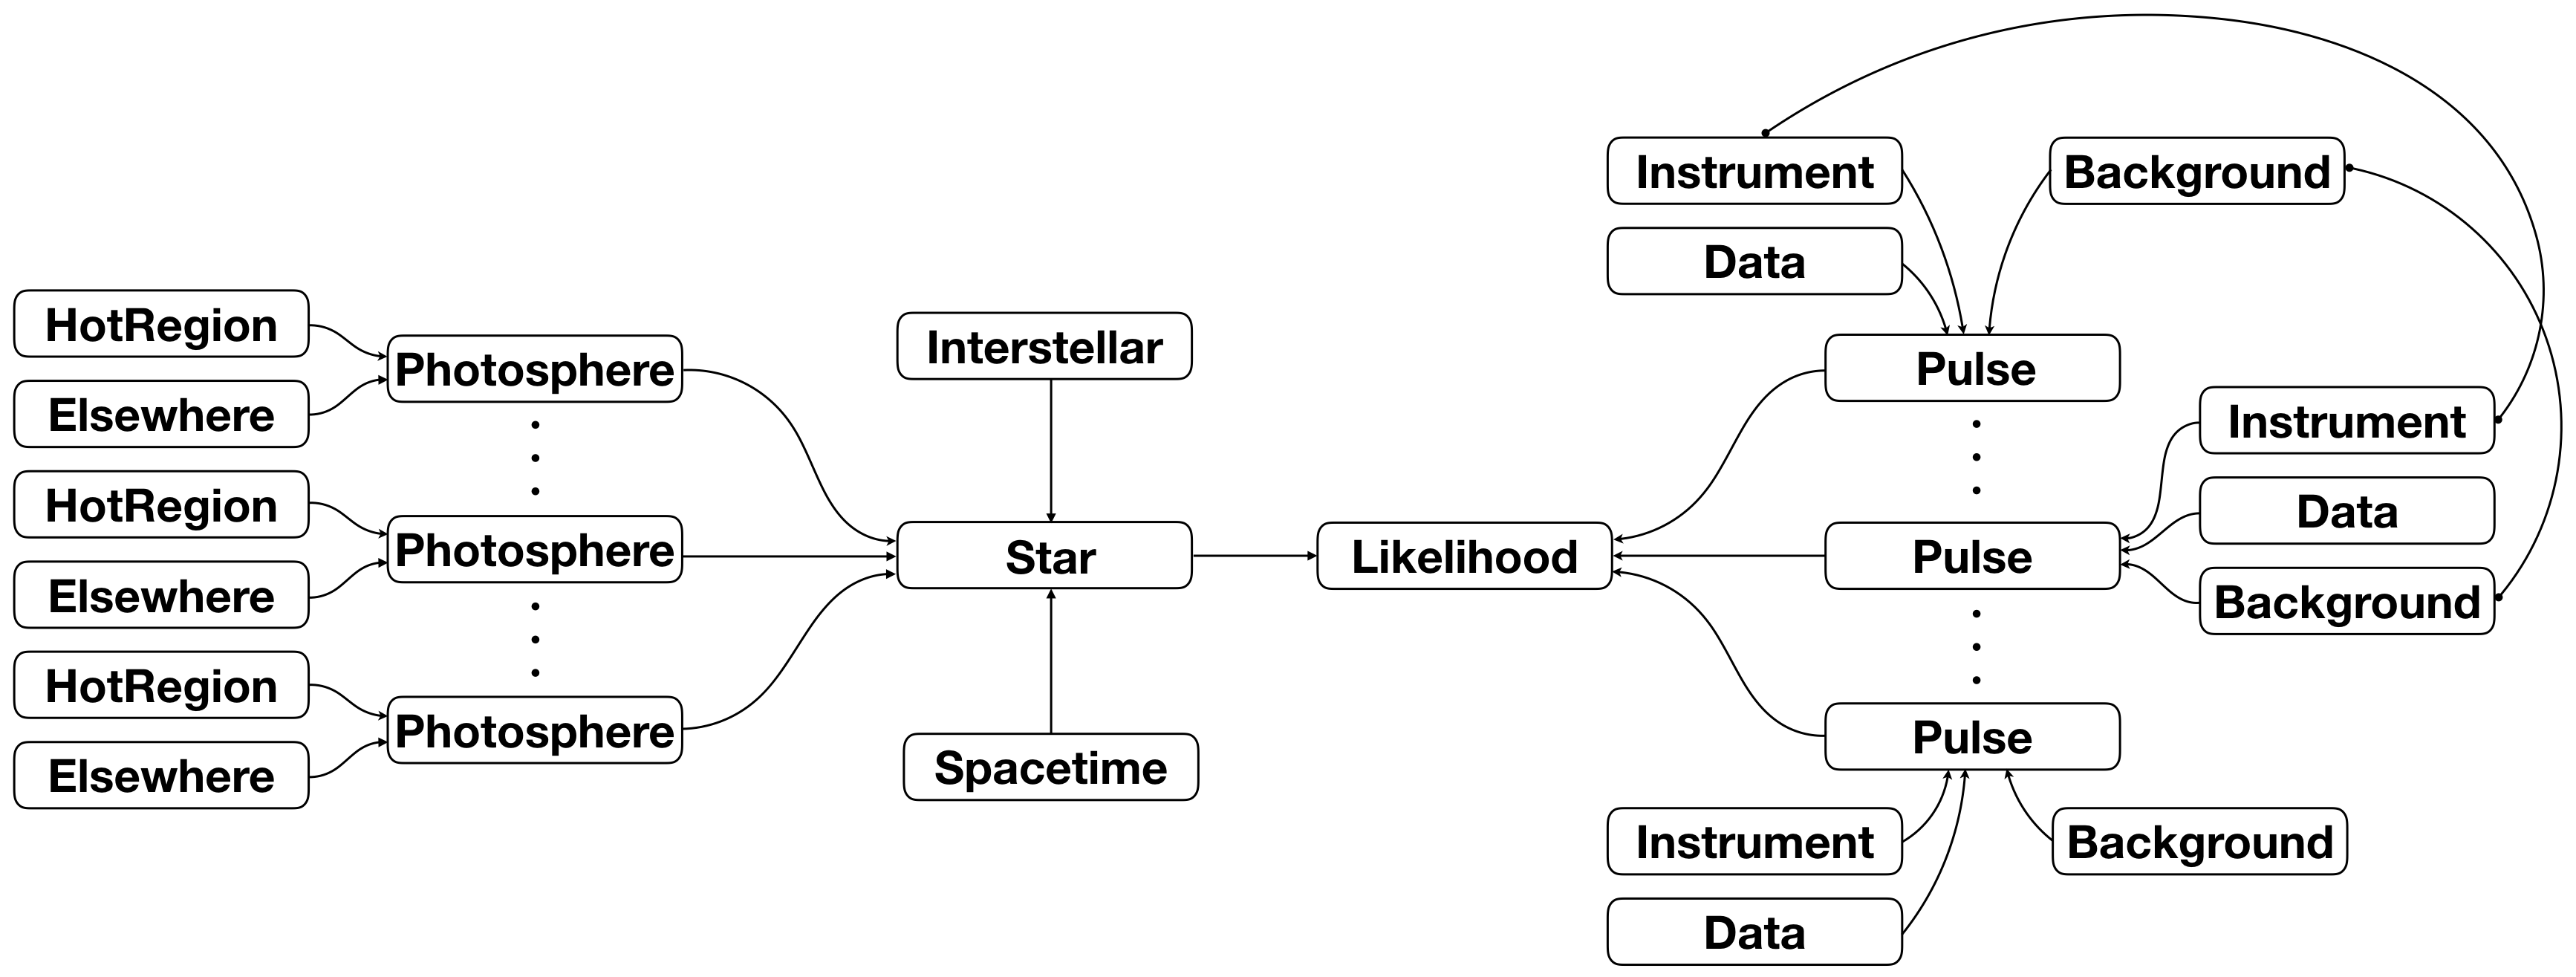 HotRegion
Elsewhere
HotRegion
Elsewhere
HotRegion
Elsewhere
Photosphere
Photosphere
Photosphere
Interstellar
Star
Spacetime
Likelihood
Instrument
Data
Background
Pulse
Pulse
Instrument
Data
Background
Pulse
Instrument
Data
Background